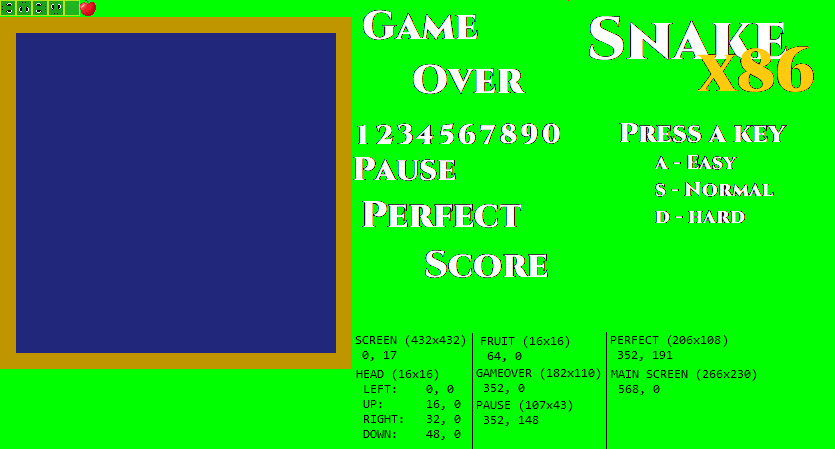 GAME
OVER
1234567890
PAUSE
PERFECT
SCORE
SNAKE
x86
PRESS A KEY
A - EASY
S - NORMAL
D - HARD
SCREEN (432x432)
0, 17
HEAD (16x16)
LEFT: 0, 0
UP: 16, 0
RIGHT: 32, 0
DOWN: 48, 0
FRUIT (16x16)
64, 0
GAMEOVER (182x110)
352, 0
PAUSE (107x43)
352, 148
PERFECT (206x108)
352, 191
MAIN SCREEN (266x230)
568, 0